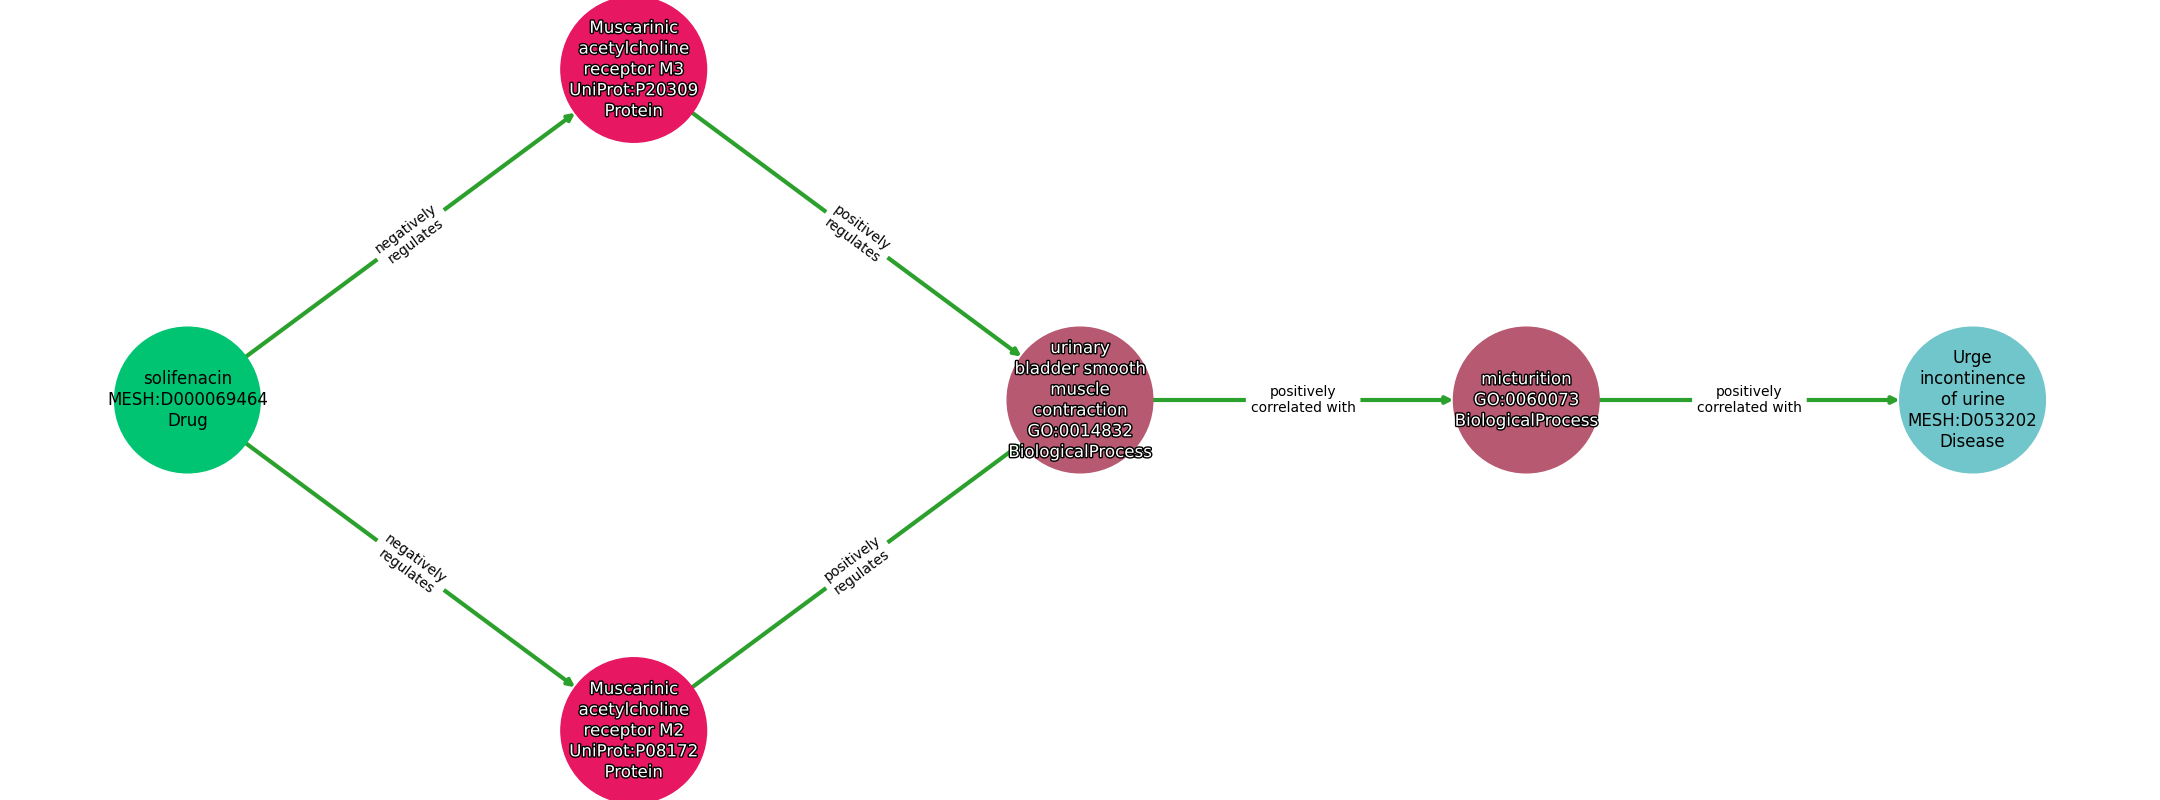 Muscarinic
acetylcholine
receptor M3
UniProt:P20309
Protein
negatively
regulates
positively
regulates
solifenacin
MESH:D000069464
Drug
urinary
bladder smooth
muscle
contraction
GO:0014832
BiologicalProcess
positively
correlated with
micturition
GO:0060073
BiologicalProcess
positively
correlated with
Urge
incontinence
of urine
MESH:D053202
Disease
negatively
regulates
positively
regulates
Muscarinic
acetylcholine
receptor M2
UniProt:P08172
Protein